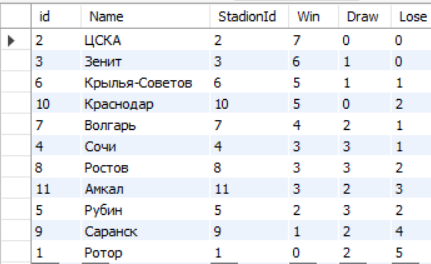 id Name StadionId Win Draw Lose
2 ЦСКА 2 7 0 0
3 Зенит 3 6 1 0
6 Крылья-Советов 6 5 1 1
10 Краснодар 10 5 0 2
7 Волгарь 7 4 2 1
4 Сочи 4 3 3 1
8 Ростов 8 3 3 2
11 Амкал 11 3 2 3
5 Рубин 5 2 3 2
9 Саранск 9 1 2 4
1 Ротор 1 0 2 5